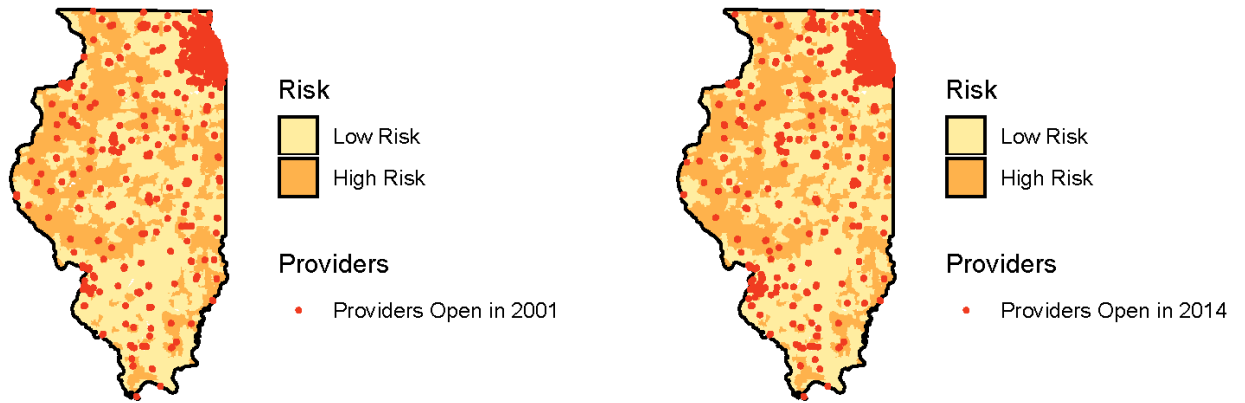 Risk
Low Risk
High Risk
Providers
Providers Open in 2001
Risk
Low Risk
High Risk
Providers
Providers Open in 2014